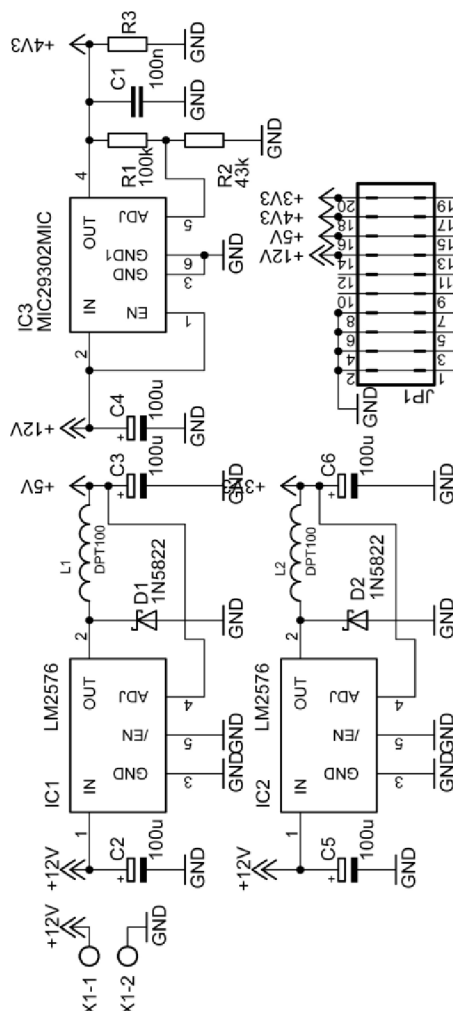 +4V3
R3
GND
C1
100n
GND
R1
100k
R2
43k
GND
4
OUT
ADJ
5
GND1
GND
6
3
GND
IN
EN
1
2
IC3
MIC29302MIC
+12V
C4
100u
GND
+3V3
+4V3
+5V
+12V
20
18
16
14
12
10
8
6
4
2
19
17
15
13
11
9
7
5
3
1
GND
JP1
+5V
C3
100u
GND
L1
DPT100
D1
1N5822
GND
2
OUT
ADJ
4
/EN
5
GND
GND
3
GND
IN
1
IC1
LM2576
+12V
C2
100u
GND
+3V3
C6
100u
GND
L2
DPT100
D2
1N5822
GND
2
OUT
ADJ
4
/EN
5
GND
GND
3
GND
IN
1
IC2
LM2576
+12V
C5
100u
GND
+12V
X1-1
GND
X1-2